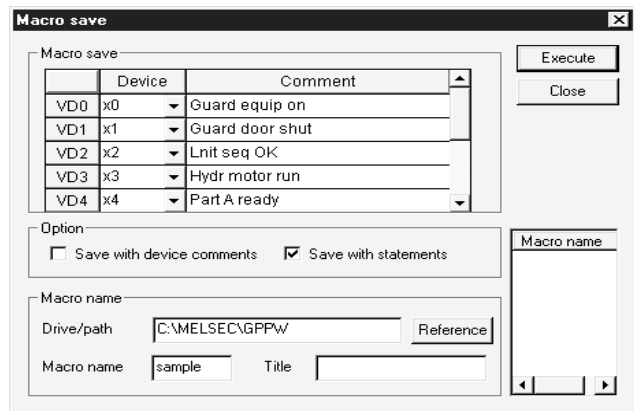 Macro save
Macro save
Execute
Device Comment
Close
VD0 x0 Guard equip on
VD1 x1 Guard door shut
VD2 x2 Lnit seq OK
VD3 x3 Hydr motor run
VD4 x4 Part A ready
Option
Save with device comments Save with statements
Macro name
Macro name
Drive/path C:\MELSEC\GPPW Reference
Macro name sample Title